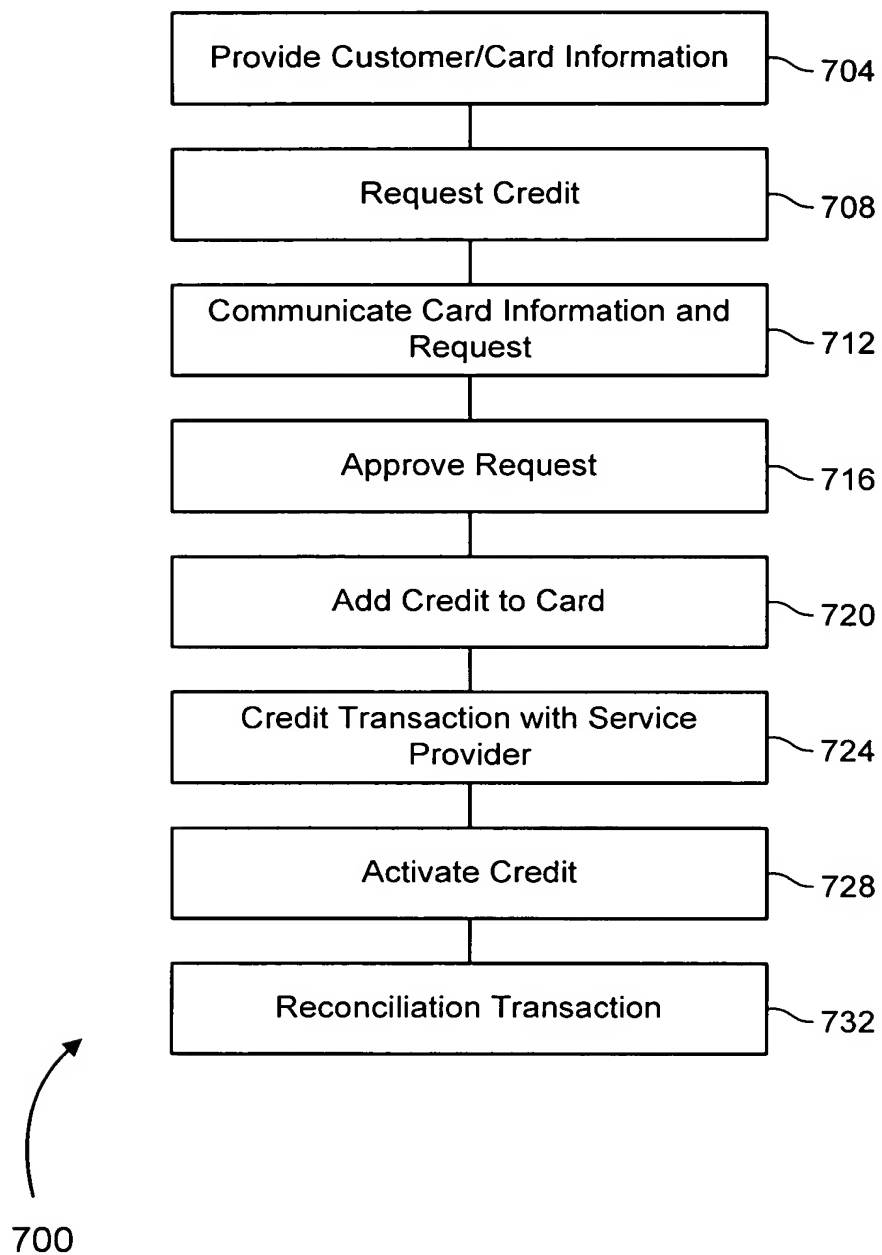 Provide Customer/Card Information
704
Request Credit
708
Communicate Card Information and
Request
712
Approve Request
716
Add Credit to Card
720
Credit Transaction with Service
Provider
724
Activate Credit
728
Reconciliation Transaction
732
700